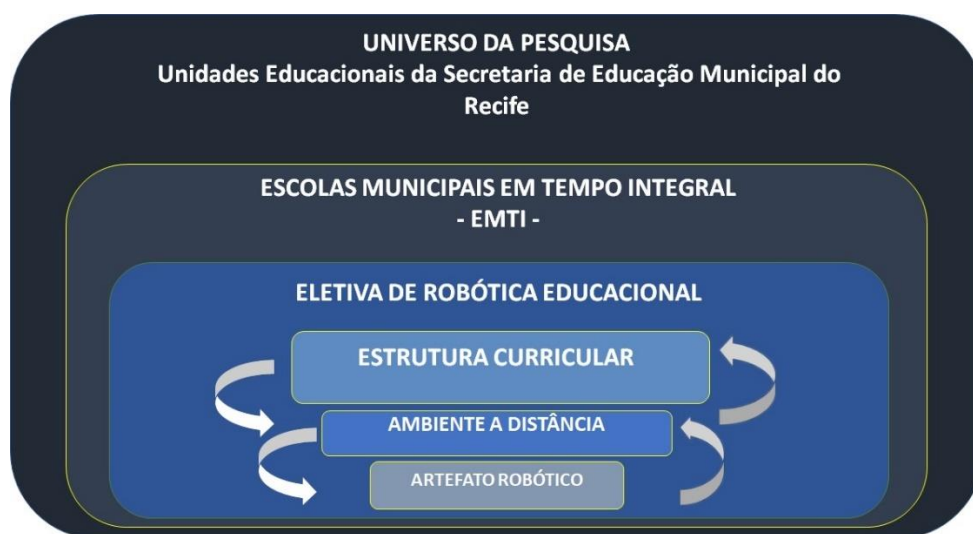 UNIVERSO DA PESQUISA
Unidades Educacionais da Secretaria de Educação Municipal do
Recife
ESCOLAS MUNICIPAIS EM TEMPO INTEGRAL
- EMTI -
ELETIVA DE ROBÓTICA EDUCACIONAL
ESTRUTURA CURRICULAR
AMBIENTE A DISTÂNCIA
ARTEFATO ROBÓTICO